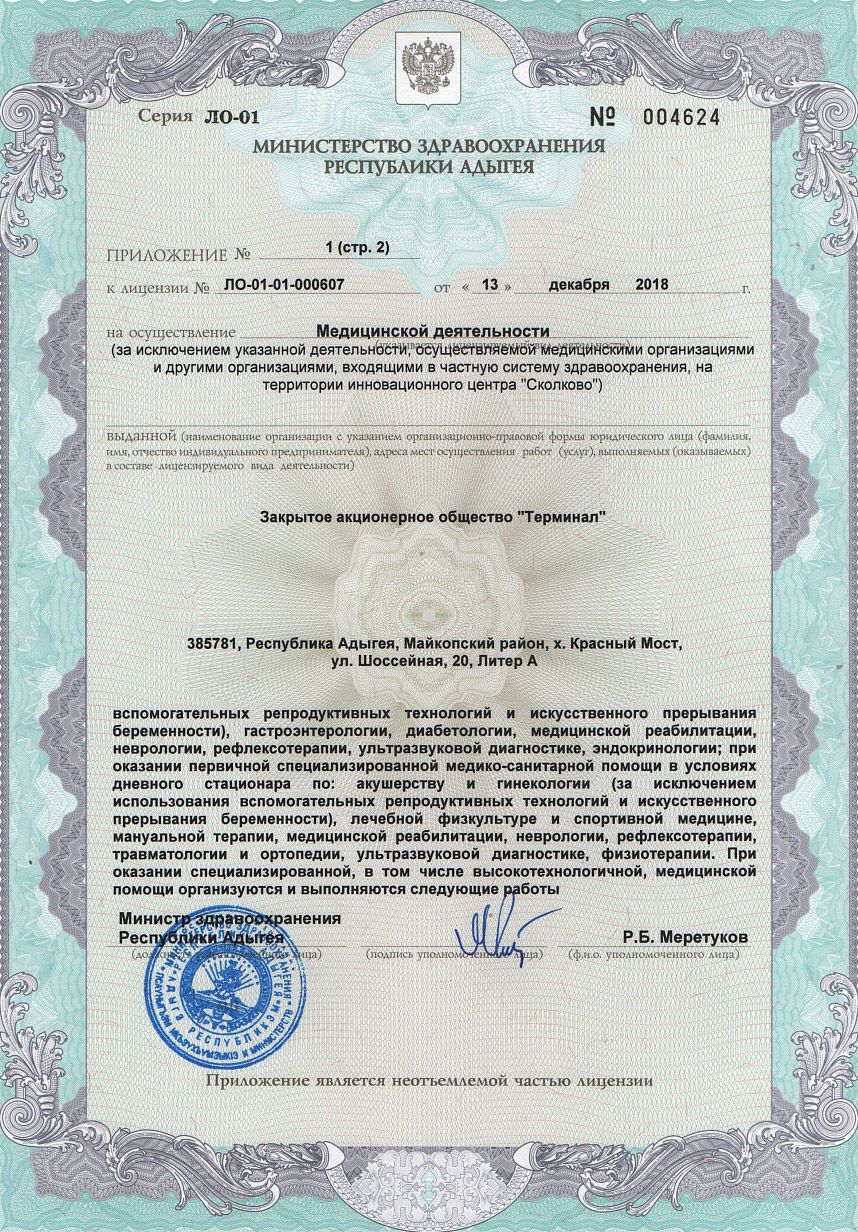 Серия ЛО-01
№ 004624
МИНИСТЕРСТВО ЗДРАВООХРАНЕНИЯ
РЕСПУБЛИКИ АДЫГЕЯ
ПРИЛОЖЕНИЕ № 1 (стр. 2)
к лицензии № ЛО-01-01-000607 от « 13 » декабря 2018 г.
на осуществление Медицинской деятельности
(указывается лицензируемый вид деятельности)
(за исключением указанной деятельности, осуществляемой медицинскими организациями
и другими организациями, входящими в частную систему здравоохранения, на
территории инновационного центра "Сколково")
выданной (наименование организации с указанием организационно-правовой формы юридического лица (фамилия,
имя, отчество индивидуального предпринимателя), адреса мест осуществления работ (услуг), выполняемых (оказываемых)
в составе лицензируемого вида деятельности)
Закрытое акционерное общество "Терминал"
385781, Республика Адыгея, Майкопский район, х. Красный Мост,
ул. Шоссейная, 20, Литер А
вспомогательных репродуктивных технологий и искусственного прерывания
беременности), гастроэнтерологии, диабетологии, медицинской реабилитации,
неврологии, рефлексотерапии, ультразвуковой диагностике, эндокринологии; при
оказании первичной специализированной медико-санитарной помощи в условиях
дневного стационара по: акушерству и гинекологии (за исключением
использования вспомогательных репродуктивных технологий и искусственного
прерывания беременности), лечебной физкультуре и спортивной медицине,
мануальной терапии, медицинской реабилитации, неврологии, рефлексотерапии,
травматологии и ортопедии, ультразвуковой диагностике, физиотерапии. При
оказании специализированной, в том числе высокотехнологичной, медицинской
помощи организуются и выполняются следующие работы
Министр здравоохранения
Республики Адыгея
Р.Б. Меретуков
(должность уполномоченного лица)
(подпись уполномоченного лица)
(ф.и.о. уполномоченного лица)
АДЫГЭ РЕСПУБЛИКЭМ
Приложение является неотъемлемой частью лицензии